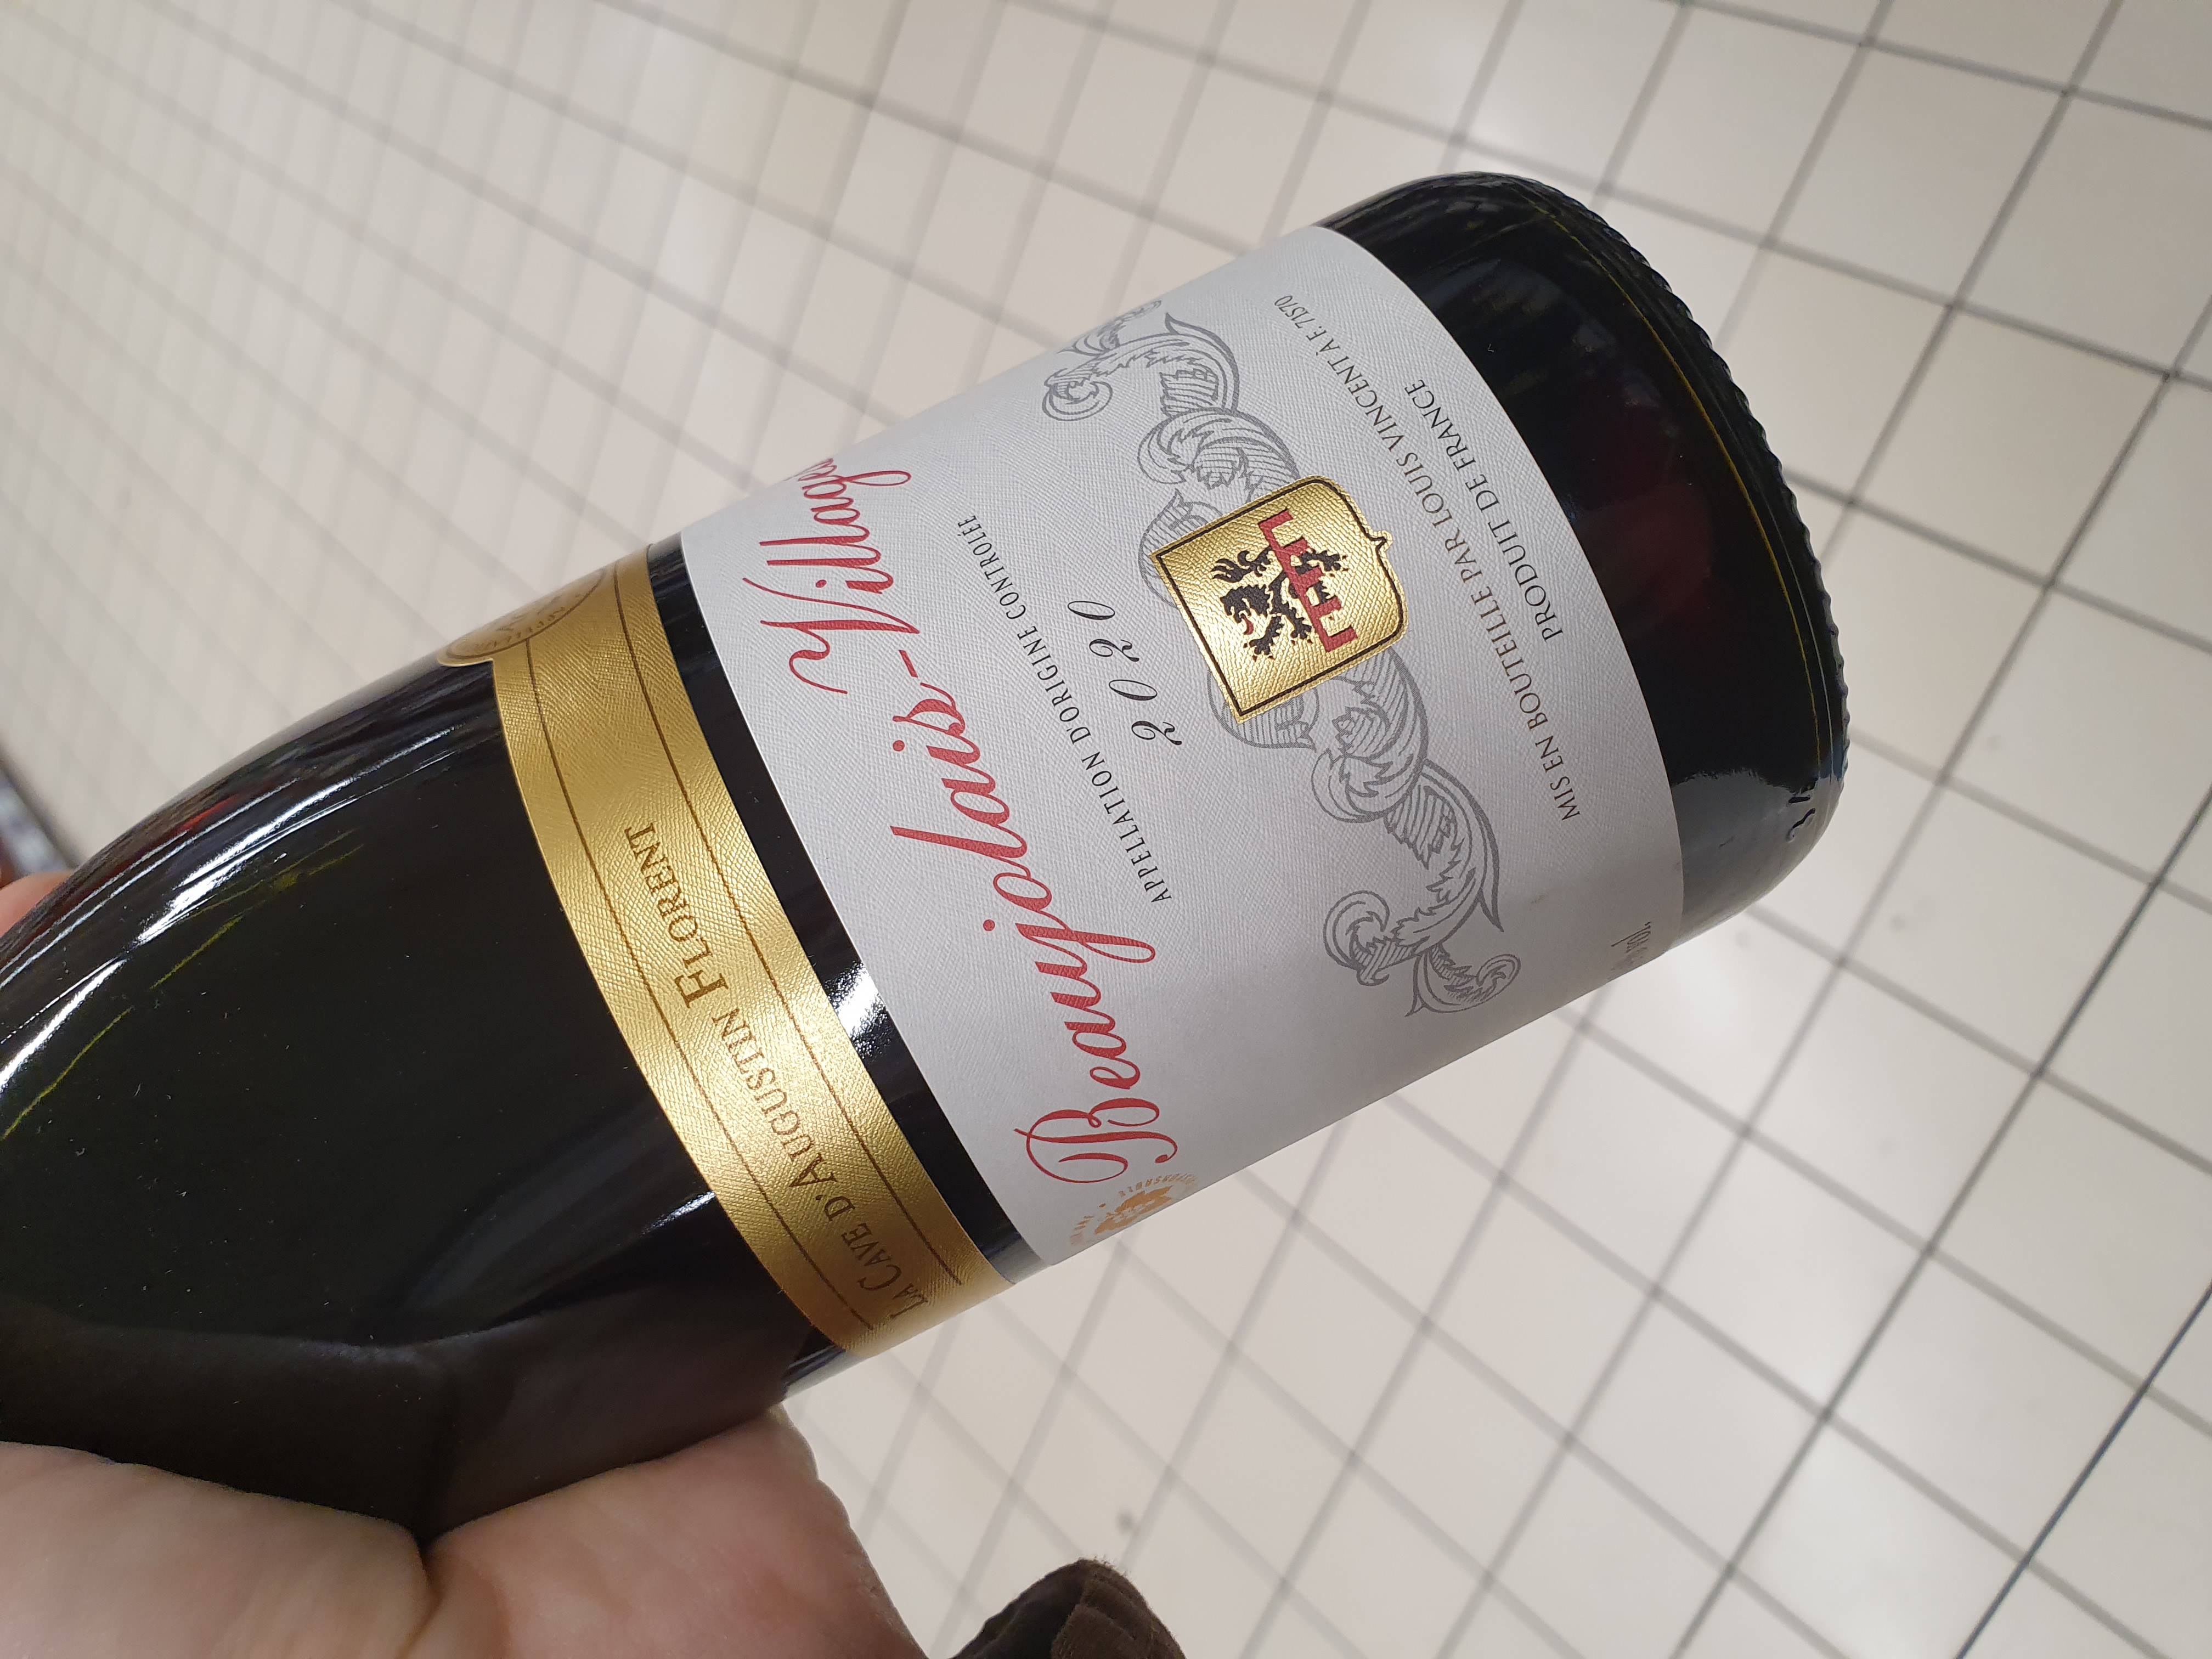 La Cave d'Augustin Florent
Beaujolais-Villages
APPELLATION D'ORIGINE CONTROLÉE
2020
MIS EN BOUTEILLE PAR LOUIS VINCENT À F. 71570
PRODUIT DE FRANCE
vol.